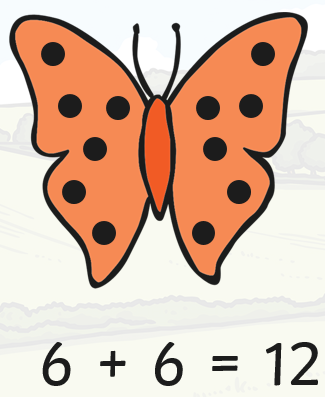 6 + 6 = 12